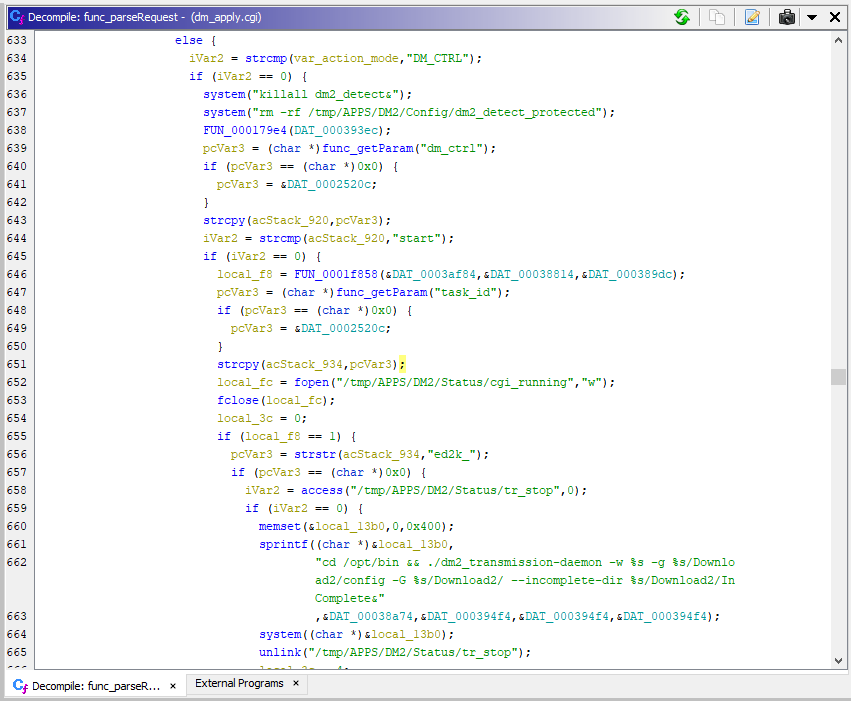 Decompile: func_parseRequest - (dm_apply.cgi)
633 else {
634 iVar2 = strcmp(var_action_mode,"DM_CTRL");
635 if (iVar2 == 0) {
636 system("killall dm2_detect&");
637 system("rm -rf /tmp/APPS/DM2/Config/dm2_detect_protected");
638 FUN_000179e4(DAT_000393ec);
639 pcVar3 = (char *)func_getParam("dm_ctrl");
640 if (pcVar3 == (char *)0x0) {
641 pcVar3 = &DAT_0002520c;
642 }
643 strcpy(acStack_920,pcVar3);
644 iVar2 = strcmp(acStack_920,"start");
645 if (iVar2 == 0) {
646 local_f8 = FUN_0001f858(&DAT_0003af84,&DAT_00038814,&DAT_000389dc);
647 pcVar3 = (char *)func_getParam("task_id");
648 if (pcVar3 == (char *)0x0) {
649 pcVar3 = &DAT_0002520c;
650 }
651 strcpy(acStack_934,pcVar3);
652 local_fc = fopen("/tmp/APPS/DM2/Status/cgi_running","w");
653 fclose(local_fc);
654 local_3c = 0;
655 if (local_f8 == 1) {
656 pcVar3 = strstr(acStack_934,"ed2k_");
657 if (pcVar3 == (char *)0x0) {
658 iVar2 = access("/tmp/APPS/DM2/Status/tr_stop",0);
659 if (iVar2 == 0) {
660 memset(&local_13b0,0,0x400);
661 sprintf((char *)&local_13b0,
662 "cd /opt/bin && ./dm2_transmission-daemon -w %s -g %s/Downlo
ad2/config -G %s/Download2/ --incomplete-dir %s/Download2/In
Complete&"
663 ,&DAT_00038a74,&DAT_000394f4,&DAT_000394f4,&DAT_000394f4);
664 system((char *)&local_13b0);
665 unlink("/tmp/APPS/DM2/Status/tr_stop");
Decompile: func_parseR... ×
External Programs ×